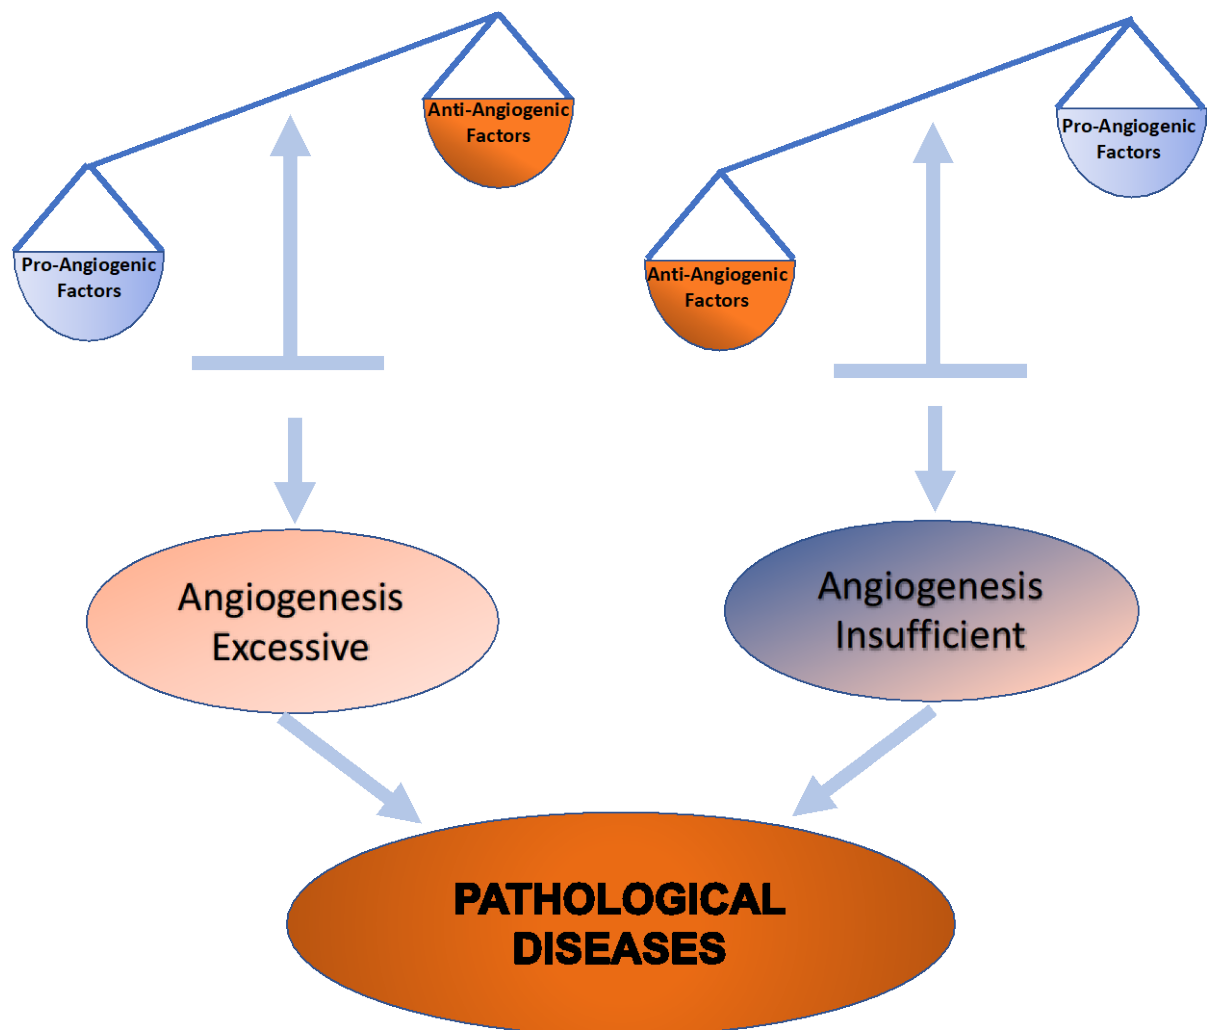 Anti-Angiogenic
Factors
Pro-Angiogenic
Factors
Pro-Angiogenic
Factors
Anti-Angiogenic
Factors
Angiogenesis
Excessive
Angiogenesis
Insufficient
PATHOLOGICAL
DISEASES